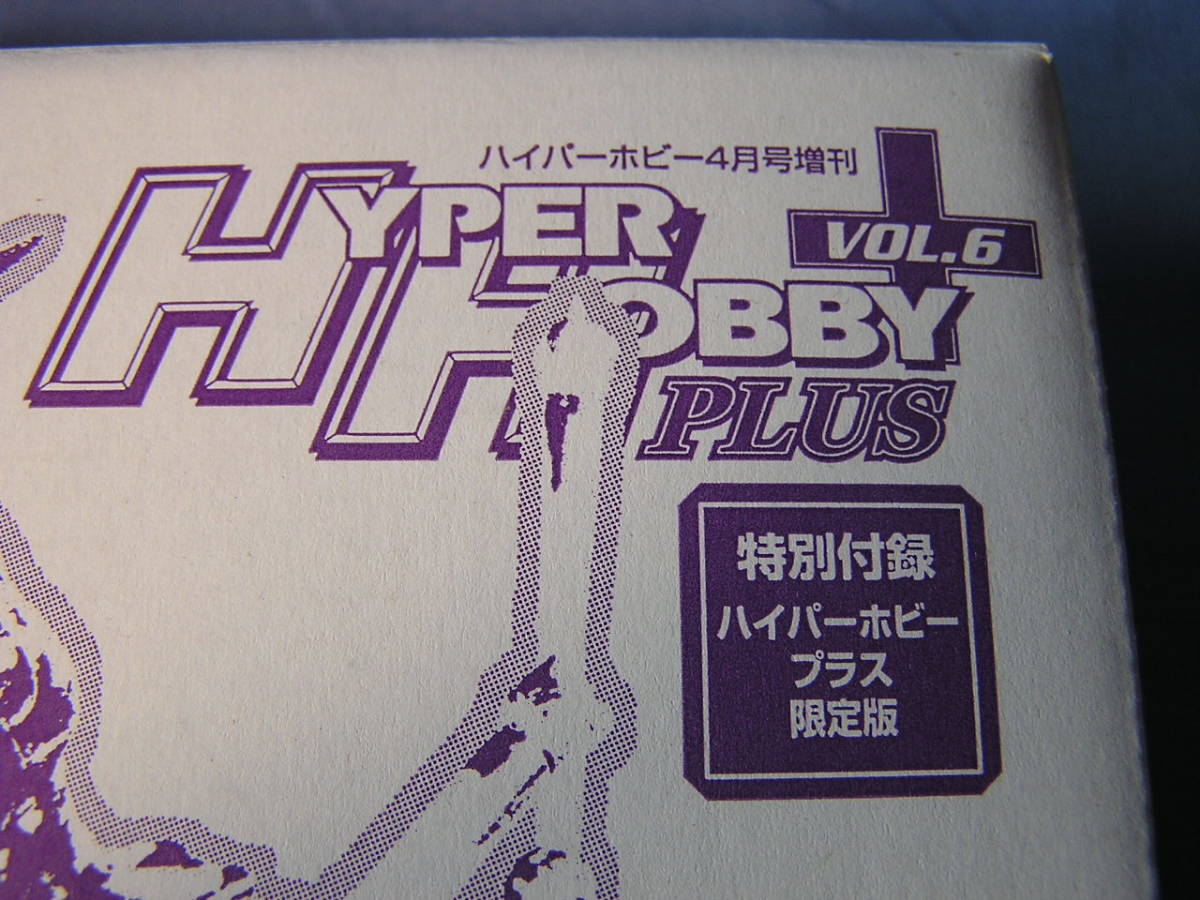 ハイパーホビー4月号増刊
HYPER
HOBBY
PLUS
VOL.6
特別付録
ハイパーホビー
プラス
限定版